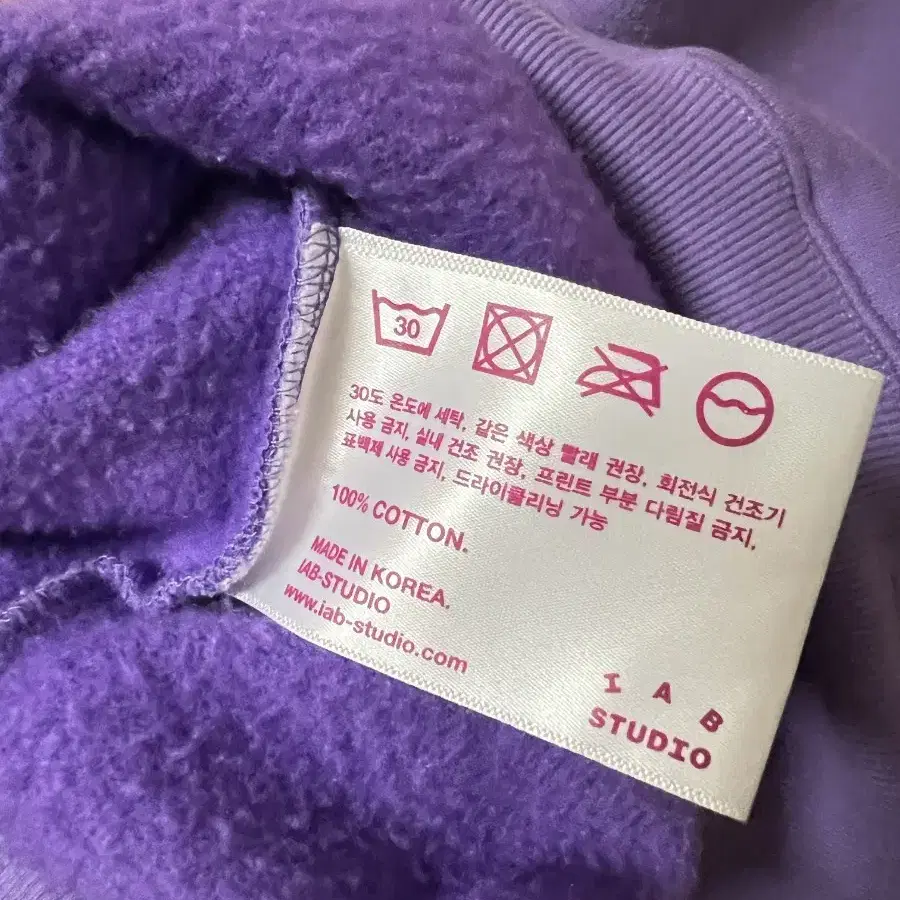 30
30도 온도에 세탁, 같은 색상 빨래 권장, 회전식 건조기
사용 금지, 실내 건조 권장, 프린트 부분 다림질 금지,
표백제 사용 금지, 드라이클리닝 가능
100% COTTON.
MADE IN KOREA.
IAB-STUDIO
www.iab-studio.com
I A B
STUDIO